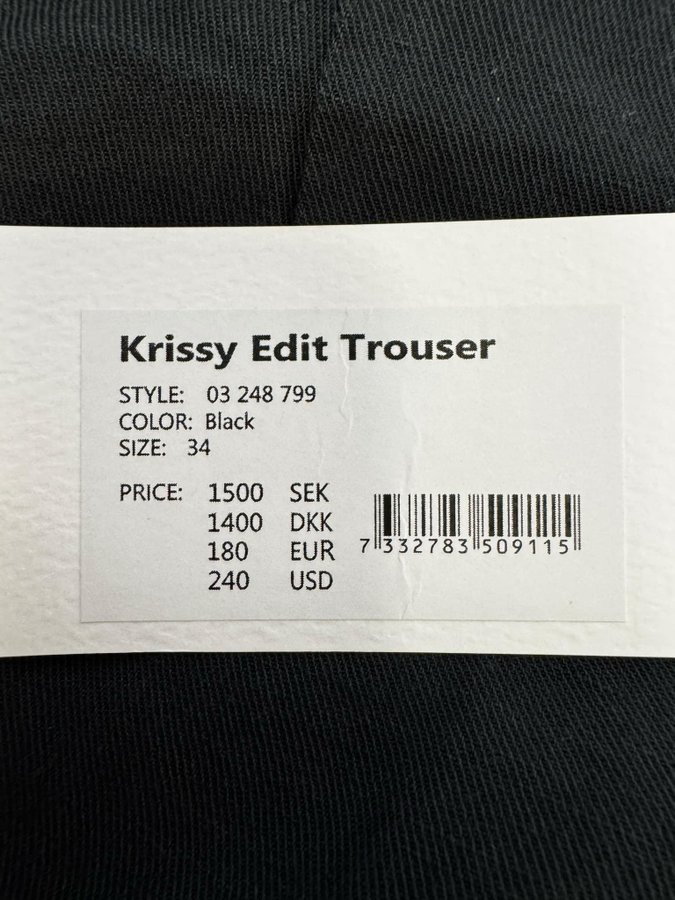 Krissy Edit Trouser
STYLE: 03 248 799
COLOR: Black
SIZE: 34
PRICE: 1500 SEK
1400 DKK
180 EUR
240 USD
7 332783 509115